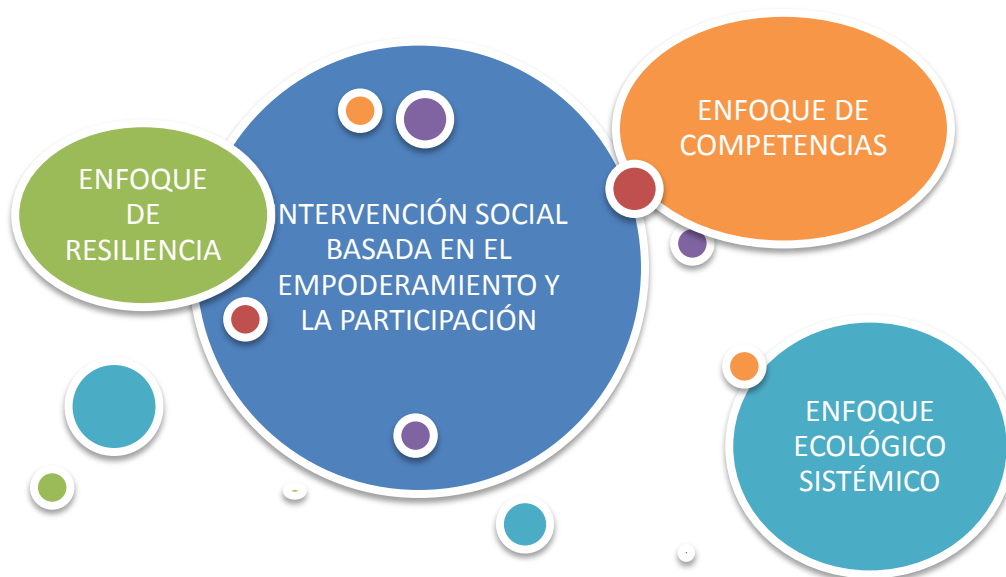 ENFOQUE DE
COMPETENCIAS
ENFOQUE
DE
RESILIENCIA
INTERVENCIÓN SOCIAL
BASADA EN EL
EMPODERAMIENTO Y
LA PARTICIPACIÓN
ENFOQUE
ECOLÓGICO
SISTÉMICO